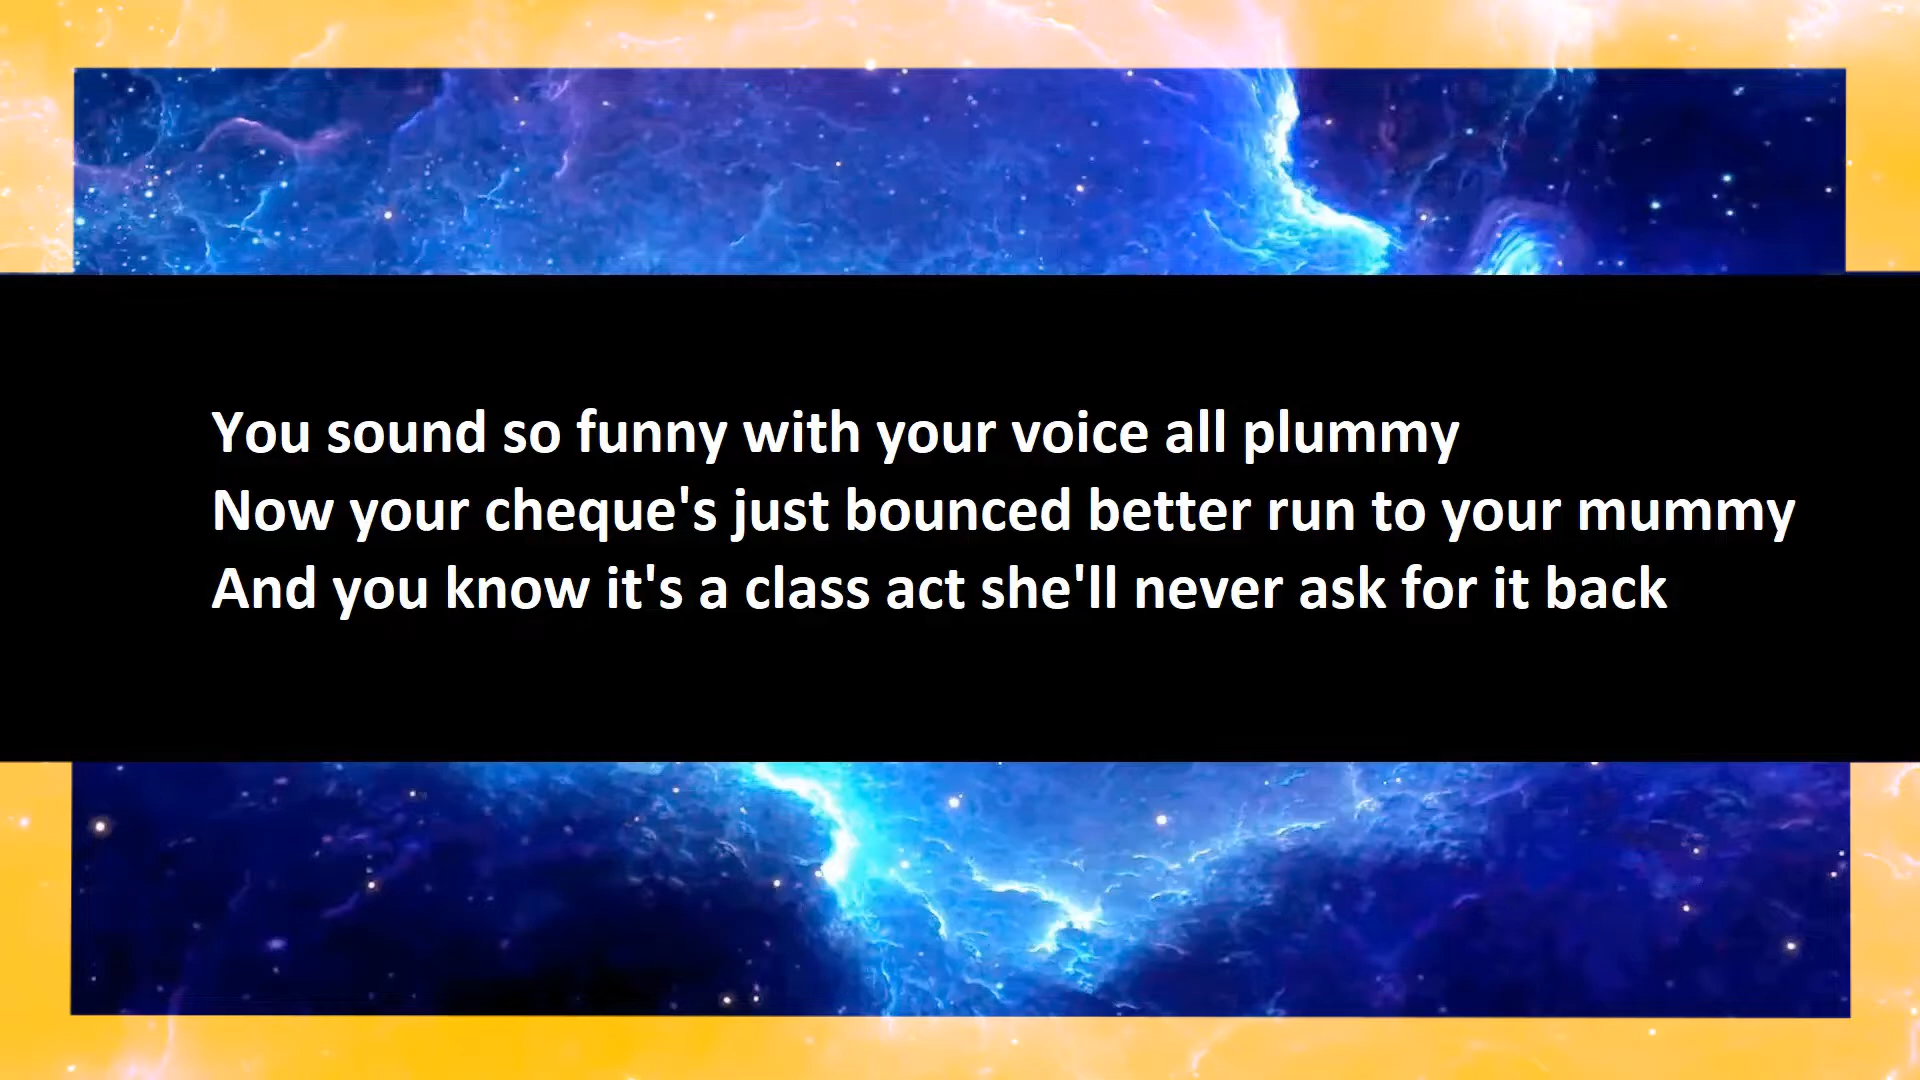 You sound so funny with your voice all plummy
Now your cheque's just bounced better run to your mummy
And you know it's a class act she'll never ask for it back